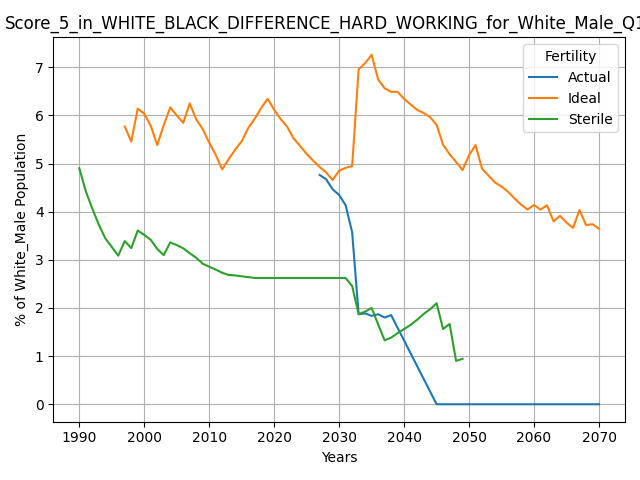 Score_5_in_WHITE_BLACK_DIFFERENCE_HARD_WORKING_for_White_Male_Q1
Fertility
Actual
Ideal
Sterile
% of White_Male Population
7
6
5
4
3
2
1
0
1990 2000 2010 2020 2030 2040 2050 2060 2070
Years